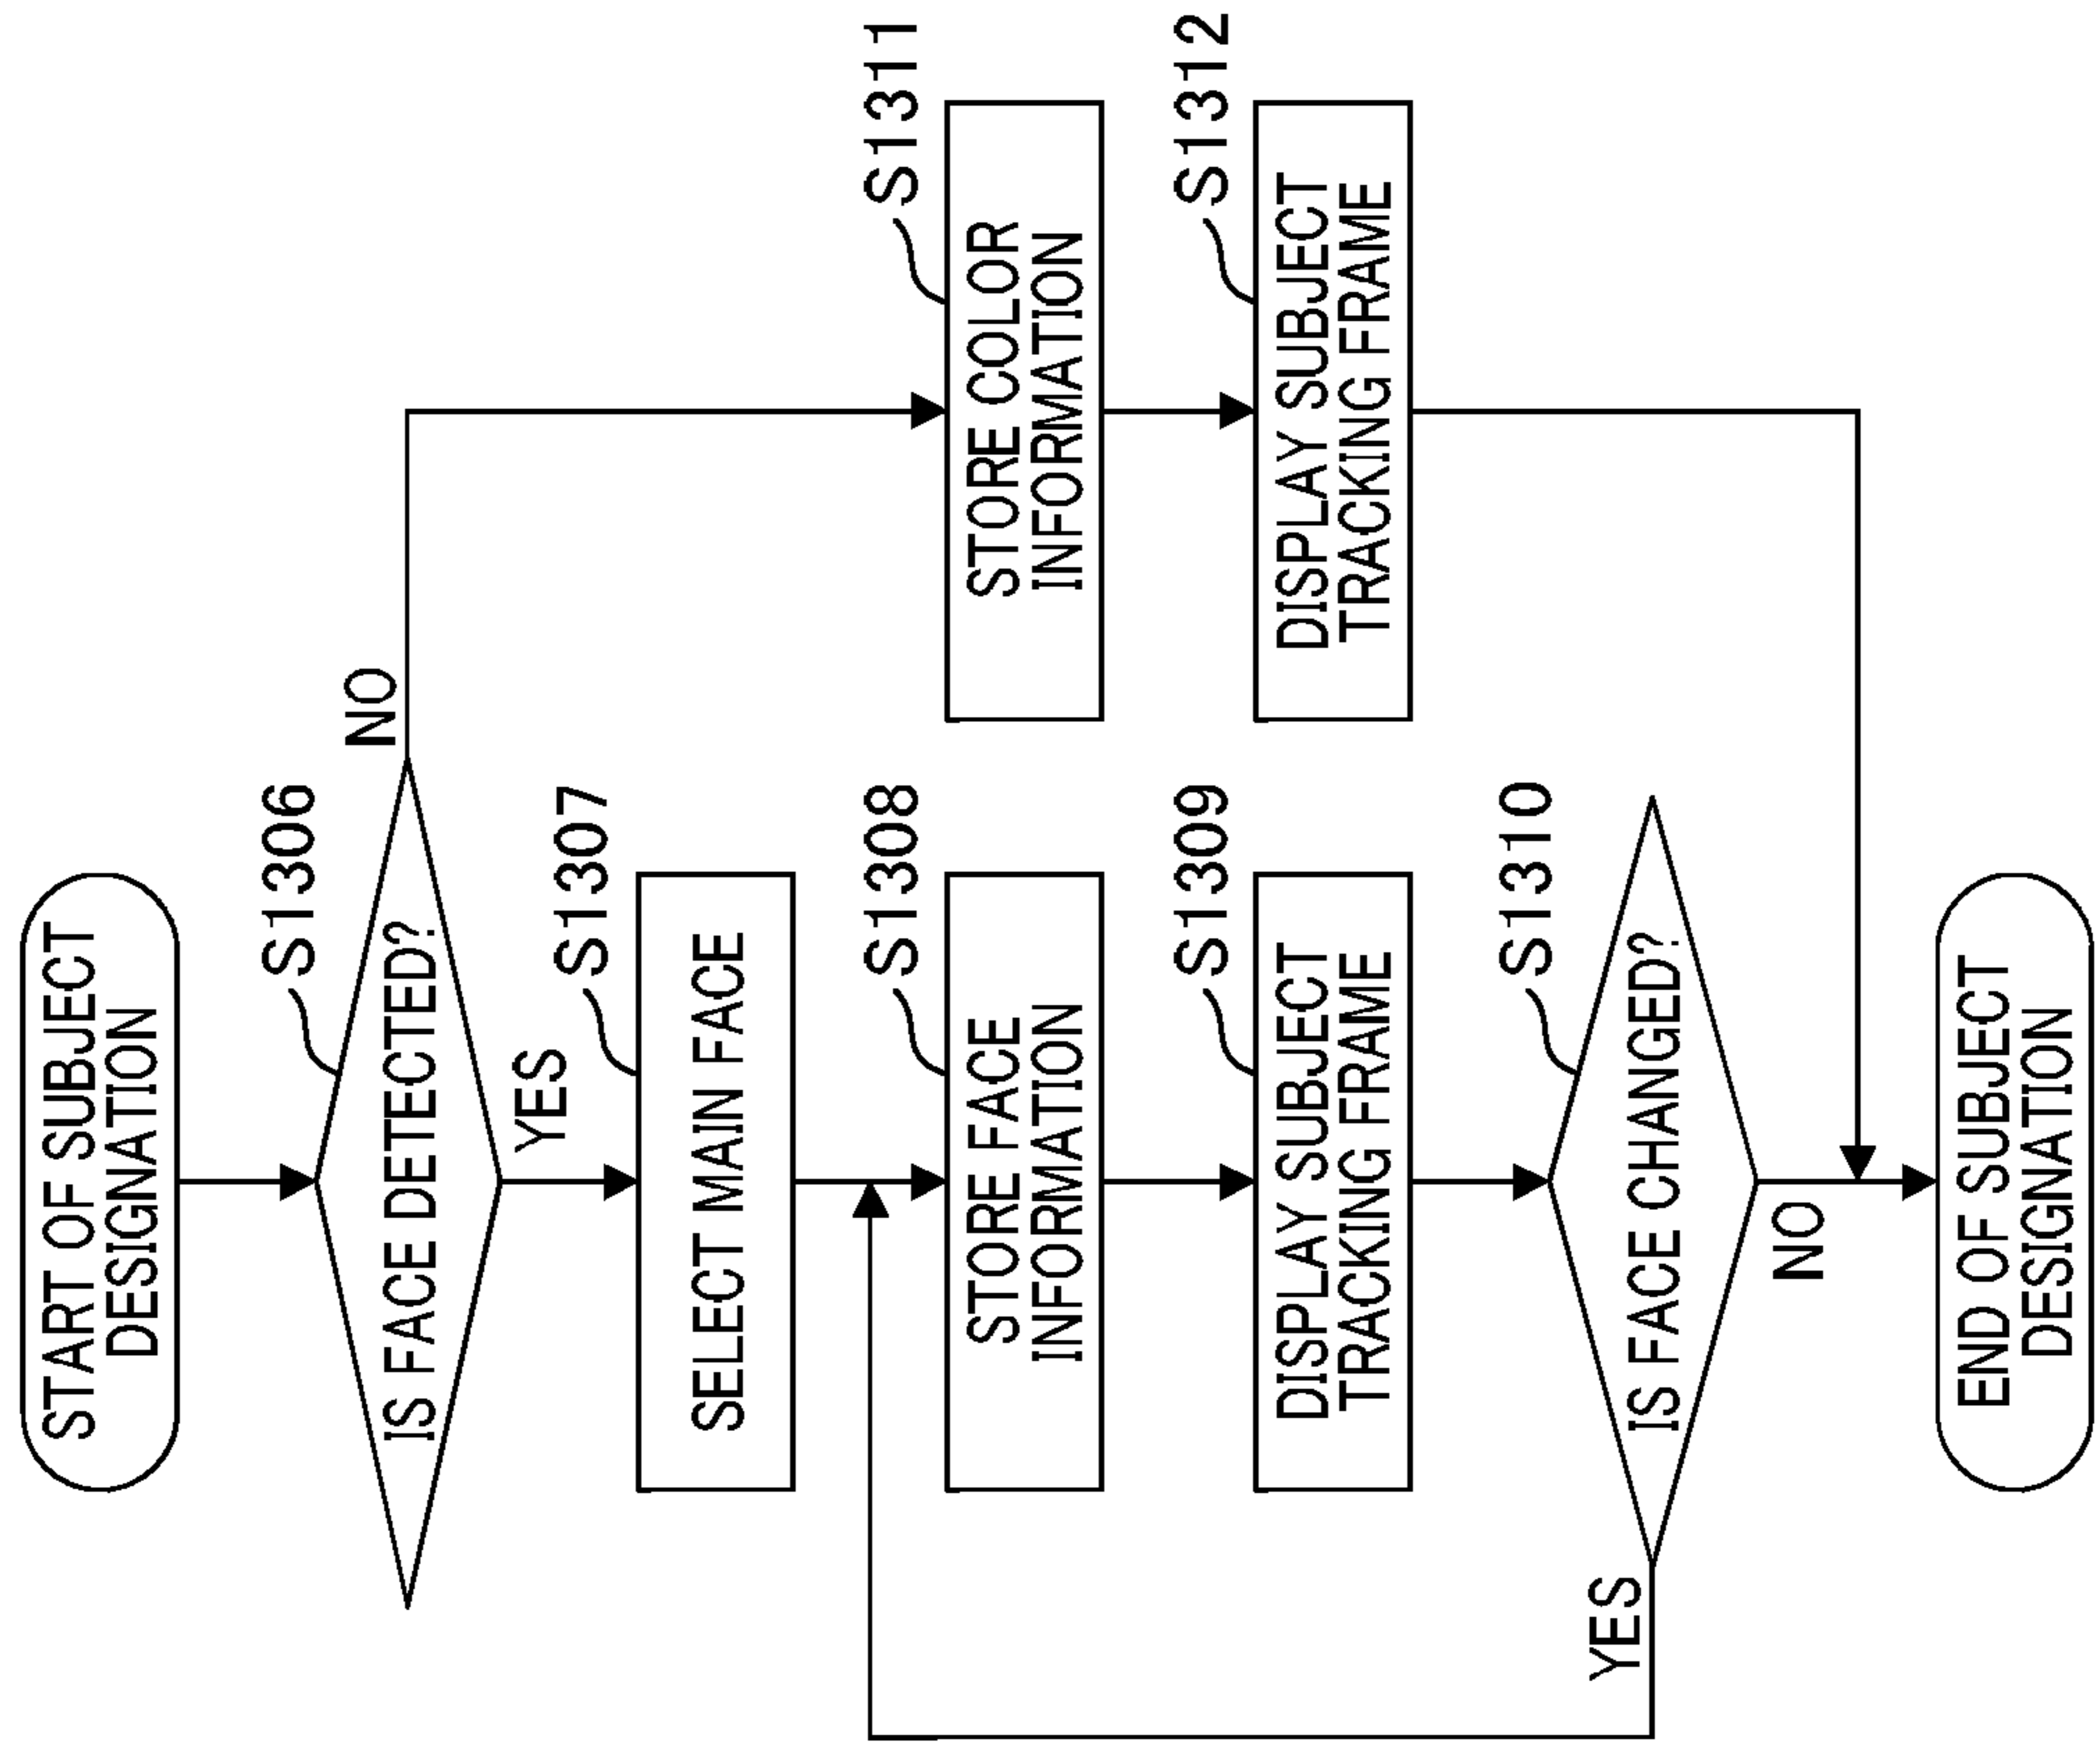 START OF SUBJECT
DESIGNATION
S1306
IS FACE DETECTED?
NO
YES
S1307
SELECT MAIN FACE
S1308
STORE FACE
INFORMATION
S1309
DISPLAY SUBJECT
TRACKING FRAME
S1310
IS FACE CHANGED?
YES
NO
S1311
STORE COLOR
INFORMATION
S1312
DISPLAY SUBJECT
TRACKING FRAME
END OF SUBJECT
DESIGNATION